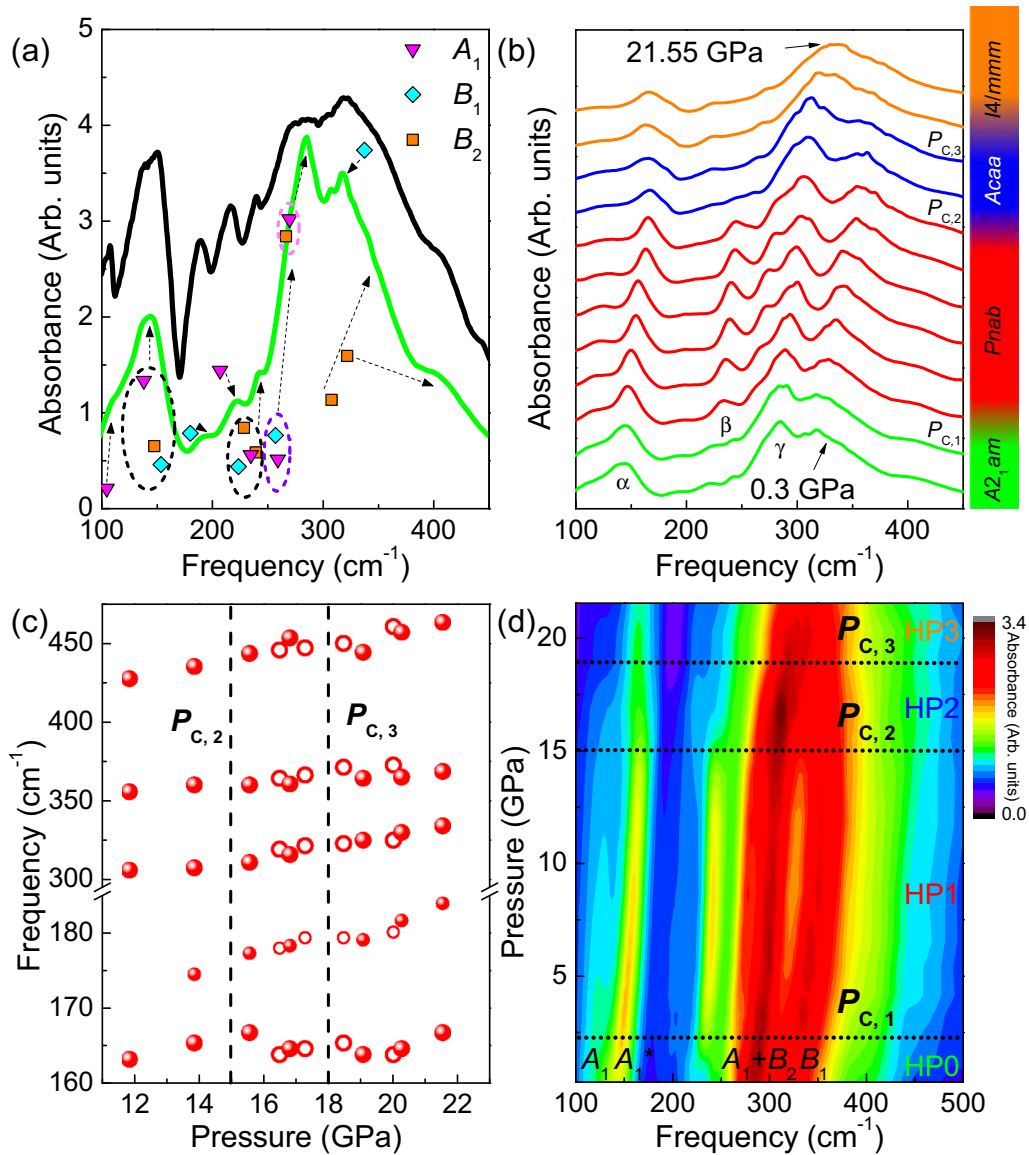 (a)
5
4
3
2
1
0
Absorbance (Arb. units)
A1
B1
B2
100 200 300 400
Frequency (cm-1)
(b)
Absorbance (Arb. units)
21.55 GPa
α
β
γ
0.3 GPa
PC,3
PC,2
PC,1
I4/mmm
Acaa
Pnab
A21am
100 200 300 400
Frequency (cm-1)
(c)
450
375
300
180
160
Frequency (cm-1)
PC, 2
PC, 3
12 14 16 18 20 22
Pressure (GPa)
(d)
20
15
10
5
Pressure (GPa)
PC, 3
PC, 2
PC, 1
HP3
HP2
HP1
HP0
A1 A1* A1+B2 B1
100 200 300 400 500
Frequency (cm-1)
3.4
0.0
Absorbance (Arb. units)